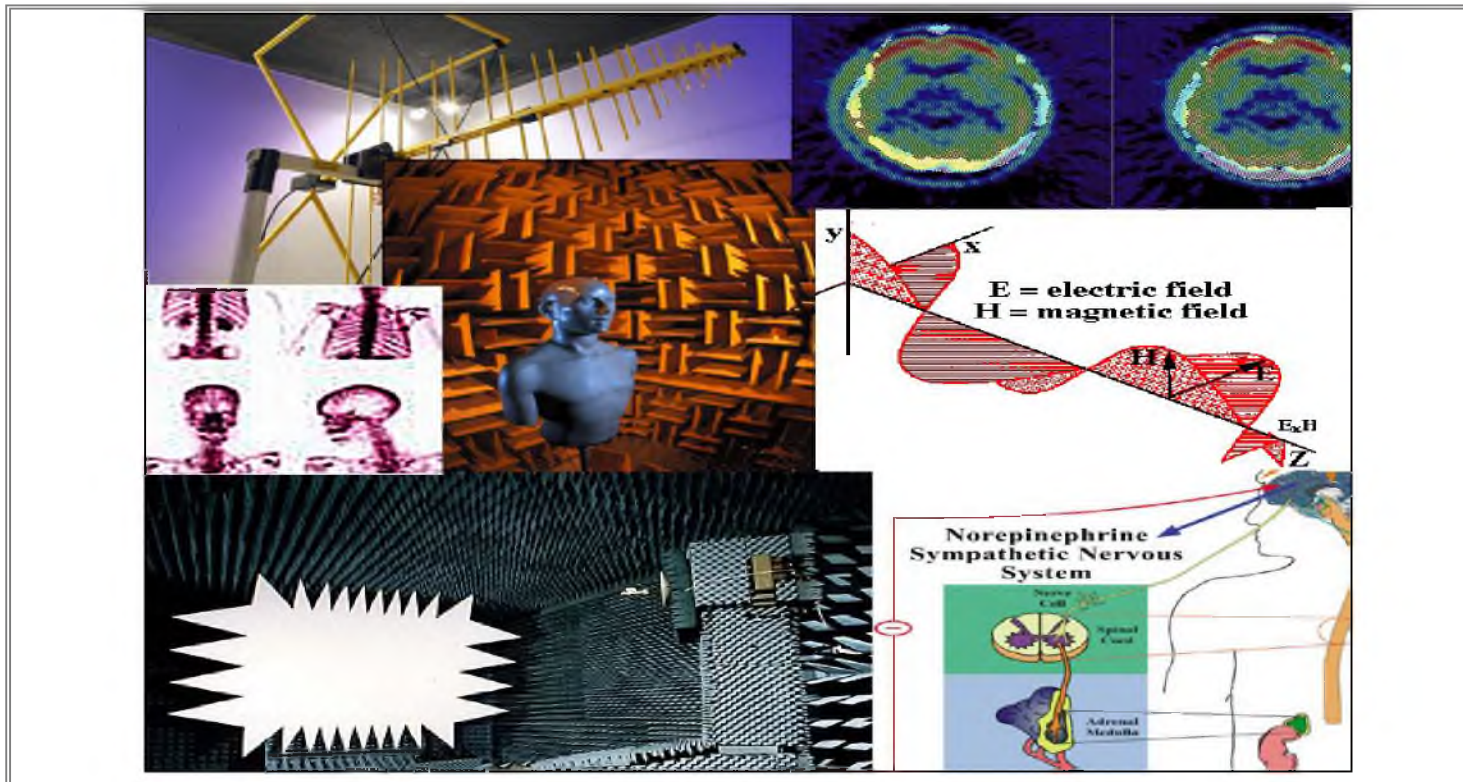 y
x
E = electric field
H = magnetic field
H
E
ExH
Z
Norepinephrine
Sympathetic Nervous
System
Nerve
Cell
Spinal
Cord
Adrenal
Medulla